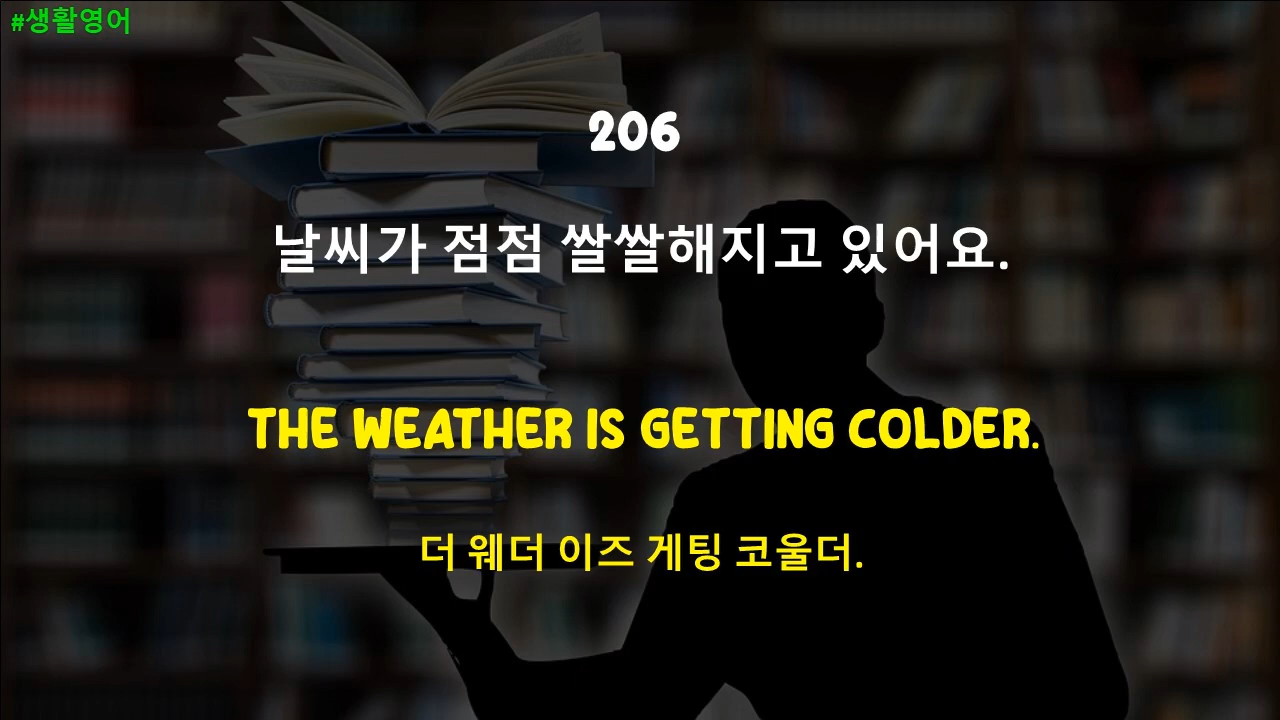 #생활영어
206
날씨가 점점 쌀쌀해지고 있어요.
THE WEATHER IS GETTING COLDER.
더 웨더 이즈 게팅 코울더.